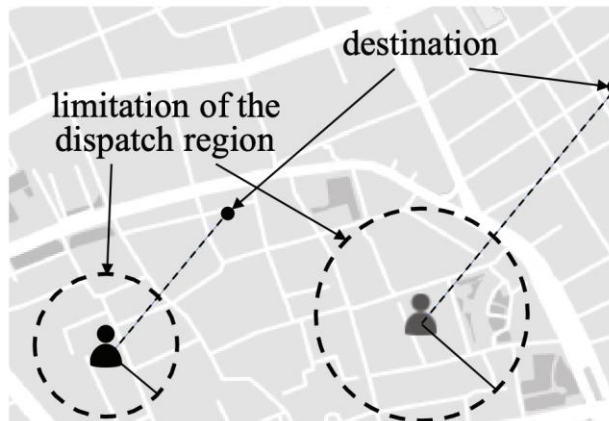 destination
limitation of the
dispatch region